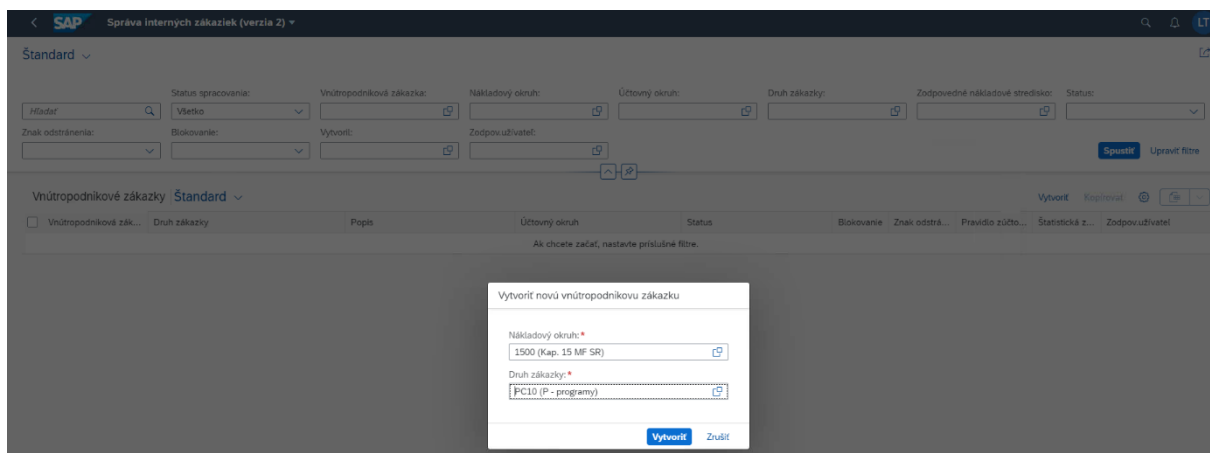 SAP Správa interných zákaziek (verzia 2)
LT
Štandard
Status spracovania: Vnútropodniková zákazka: Nákladový okruh: Účtovný okruh: Druh zákazky: Zodpovedné nákladové stredisko: Status:
Hľadať Všetko
Znak odstránenia: Blokovanie: Vytvoril: Zodpov.užívateľ:
Spustiť Upraviť filtre
Vnútropodnikové zákazky Štandard
Vytvoriť Kopírovať
Vnútropodniková zák... Druh zákazky Popis Účtovný okruh Status Blokovanie Znak odstrá... Pravidlo zúčto... Štatistická z... Zodpov.užívateľ
Ak chcete začať, nastavte príslušné filtre.
Vytvoriť novú vnútropodnikovu zákazku
Nákladový okruh:*
1500 (Kap. 15 MF SR)
Druh zákazky:*
PC10 (P - programy)
Vytvoriť Zrušiť